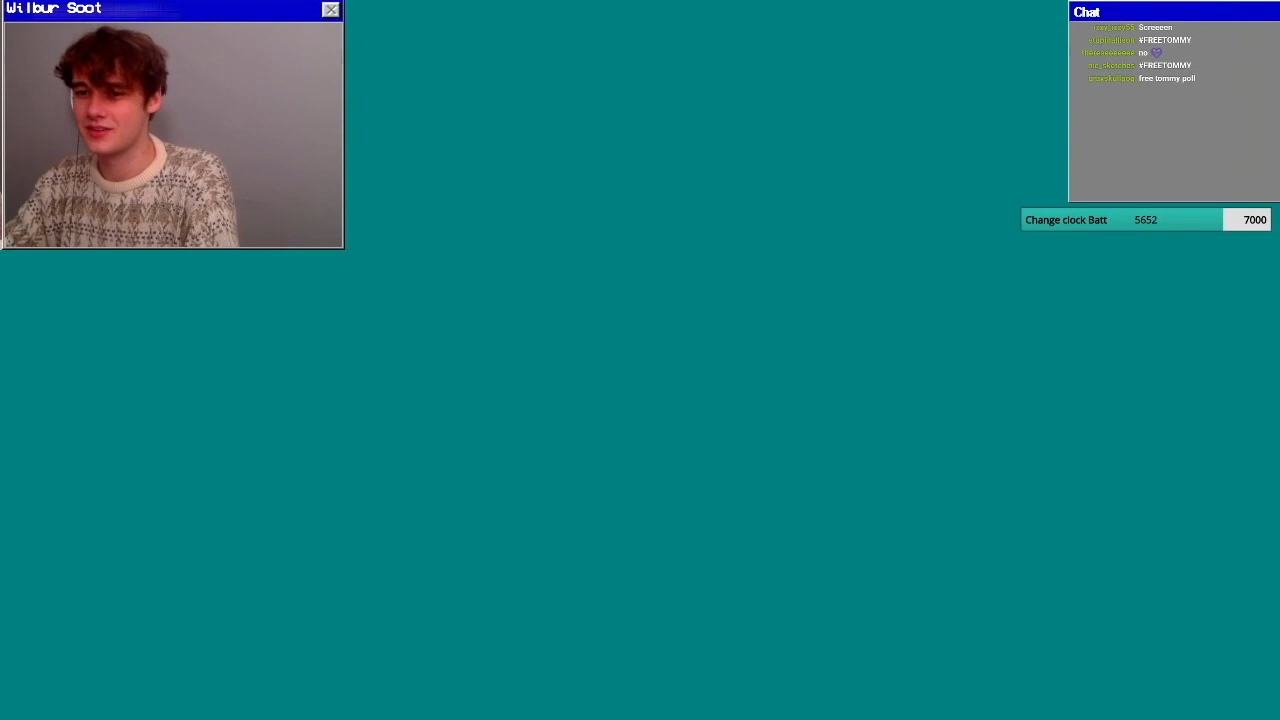 Wilbur Soot
Chat
Screeeen
#FREETOMMY
no
#FREETOMMY
free tommy poll
Change clock Batt 5652 7000